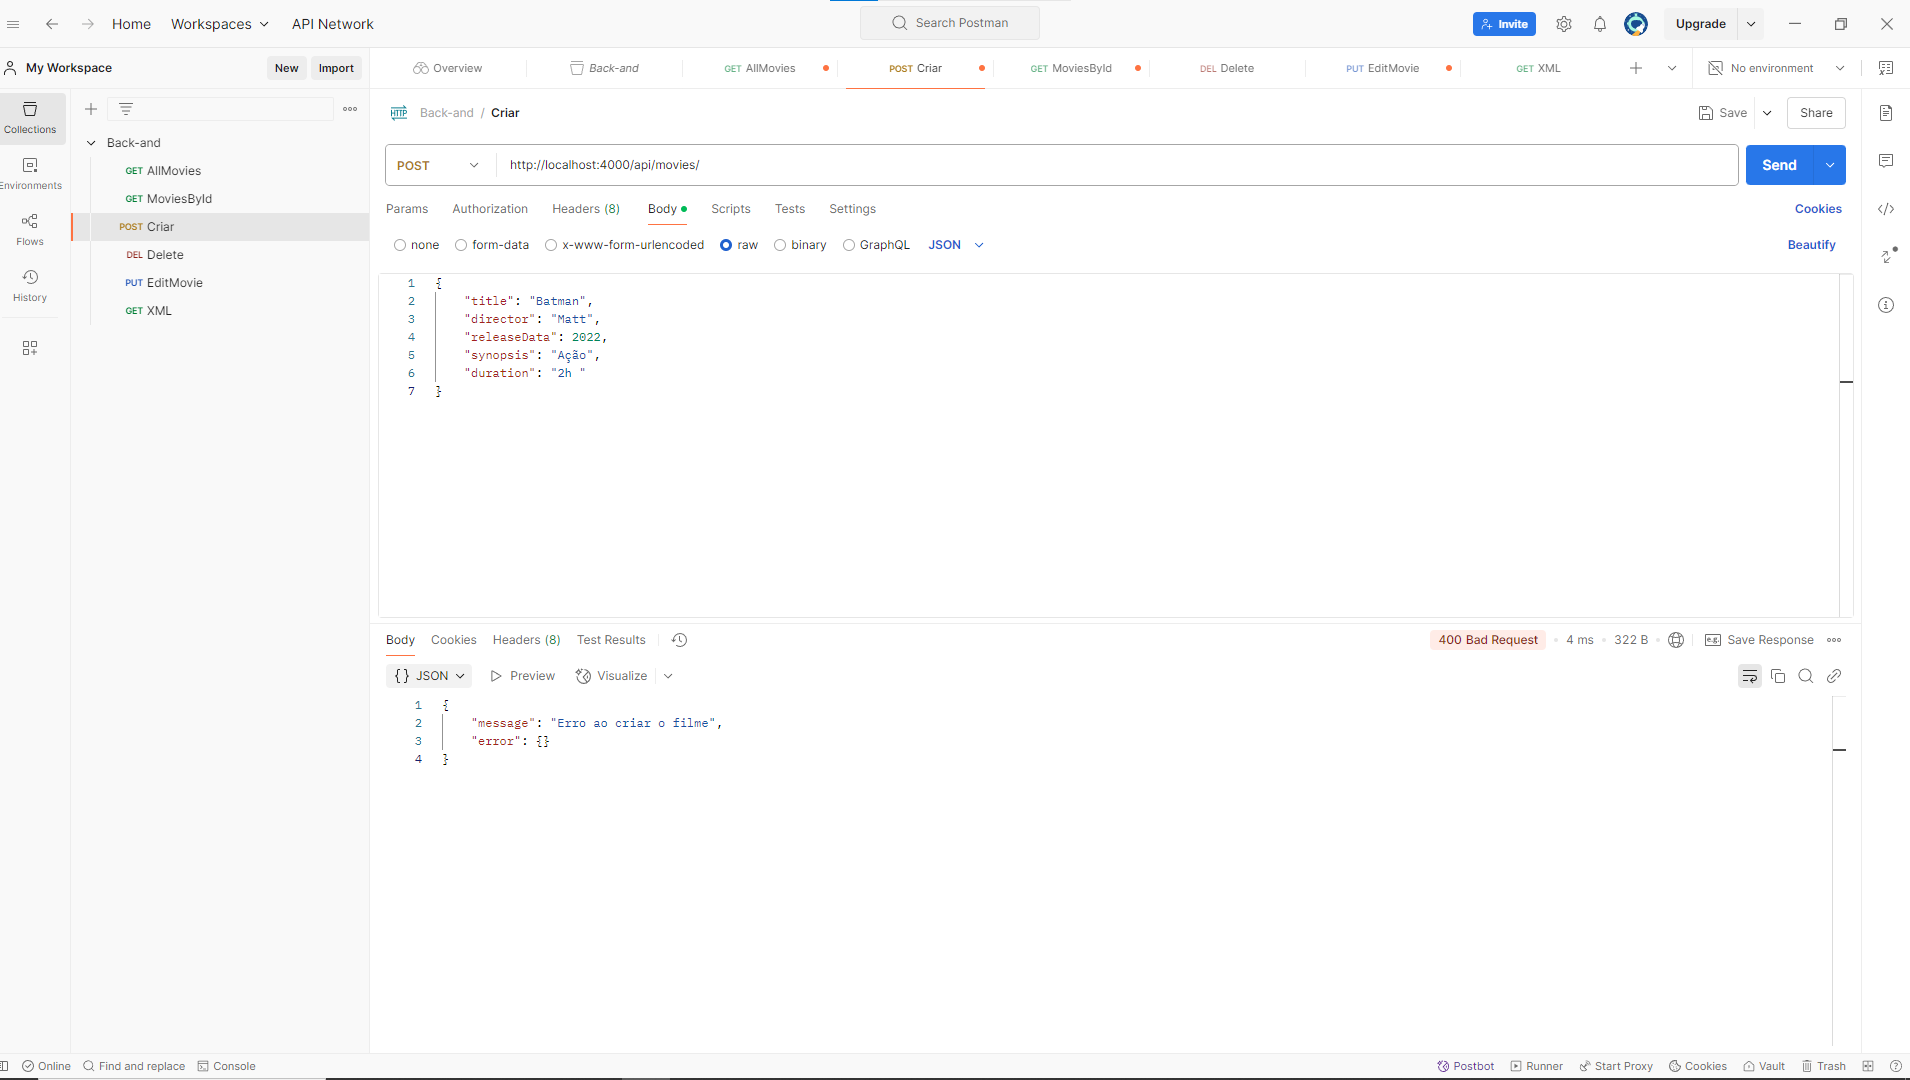 Home Workspaces API Network Search Postman Invite Upgrade
My Workspace New Import Overview Back-and GET AllMovies POST Criar GET MoviesById DEL Delete PUT EditMovie GET XML No environment
Collections
Environments
Flows
History
Back-and
GET AllMovies
GET MoviesById
POST Criar
DEL Delete
PUT EditMovie
GET XML
HTTP Back-and / Criar Save Share
POST http://localhost:4000/api/movies/ Send
Params Authorization Headers (8) Body Scripts Tests Settings Cookies
none form-data x-www-form-urlencoded raw binary GraphQL JSON Beautify
1 {
2 "title": "Batman",
3 "director": "Matt",
4 "releaseData": 2022,
5 "synopsis": "Ação",
6 "duration": "2h "
7 }
Body Cookies Headers (8) Test Results 400 Bad Request 4 ms 322 B e.g. Save Response
{} JSON Preview Visualize
1 {
2 "message": "Erro ao criar o filme",
3 "error": {}
4 }
Online Find and replace Console Postbot Runner Start Proxy Cookies Vault Trash